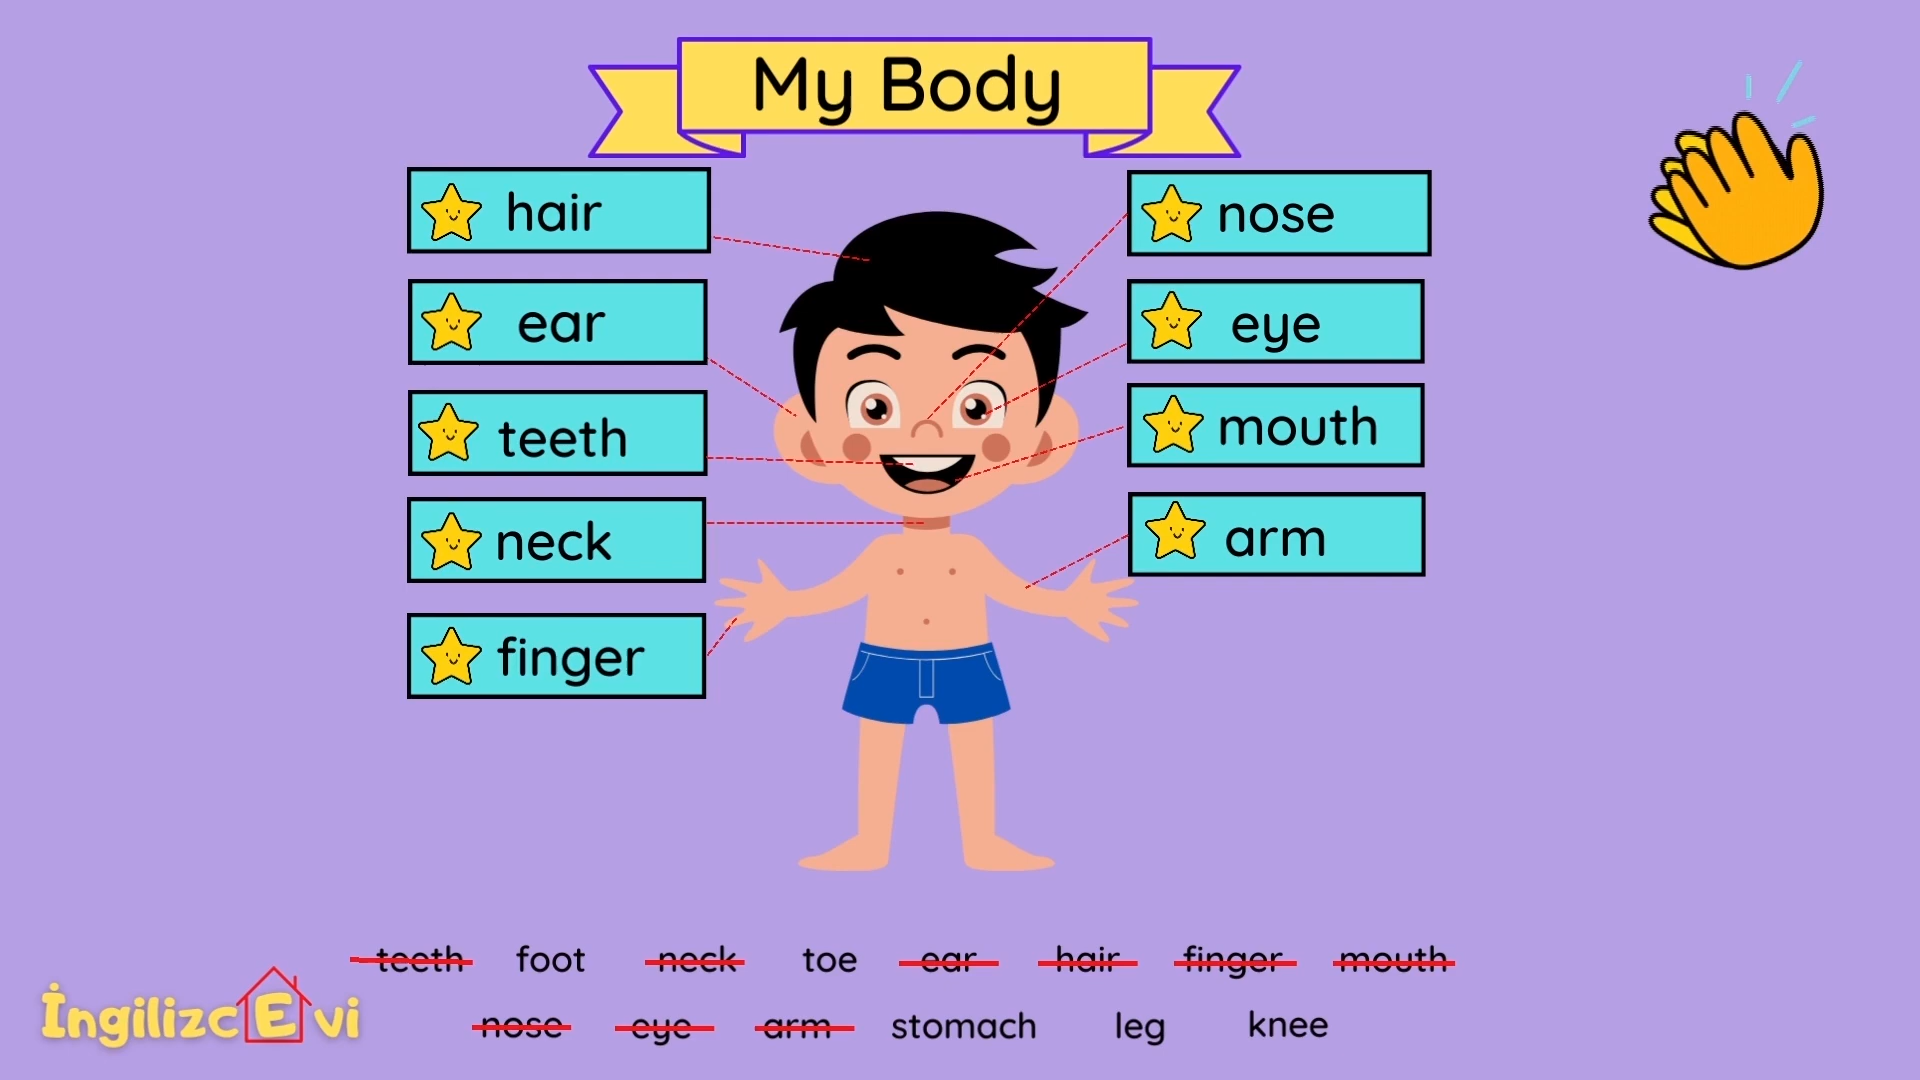 My Body
hair
ear
teeth
neck
finger
nose
eye
mouth
arm
teeth foot neck toe ear hair finger mouth
nose eye arm stomach leg knee
İngilizcEvi